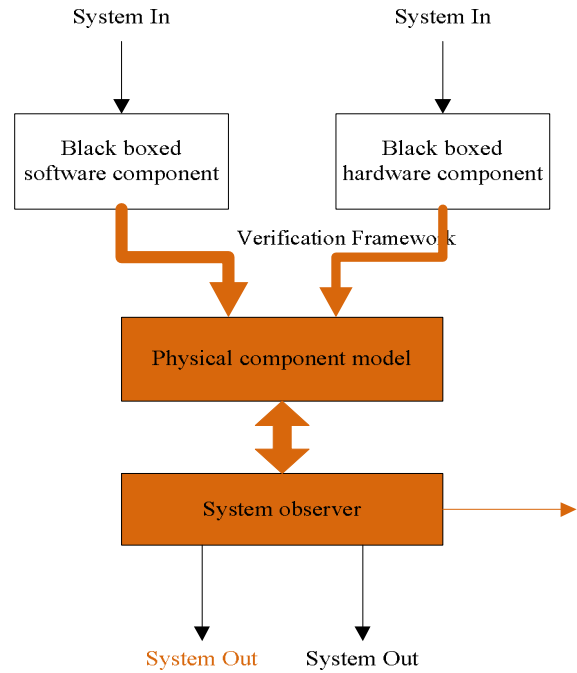 System In
System In
Black boxed
software component
Black boxed
hardware component
Verification Framework
Physical component model
System observer
System Out
System Out